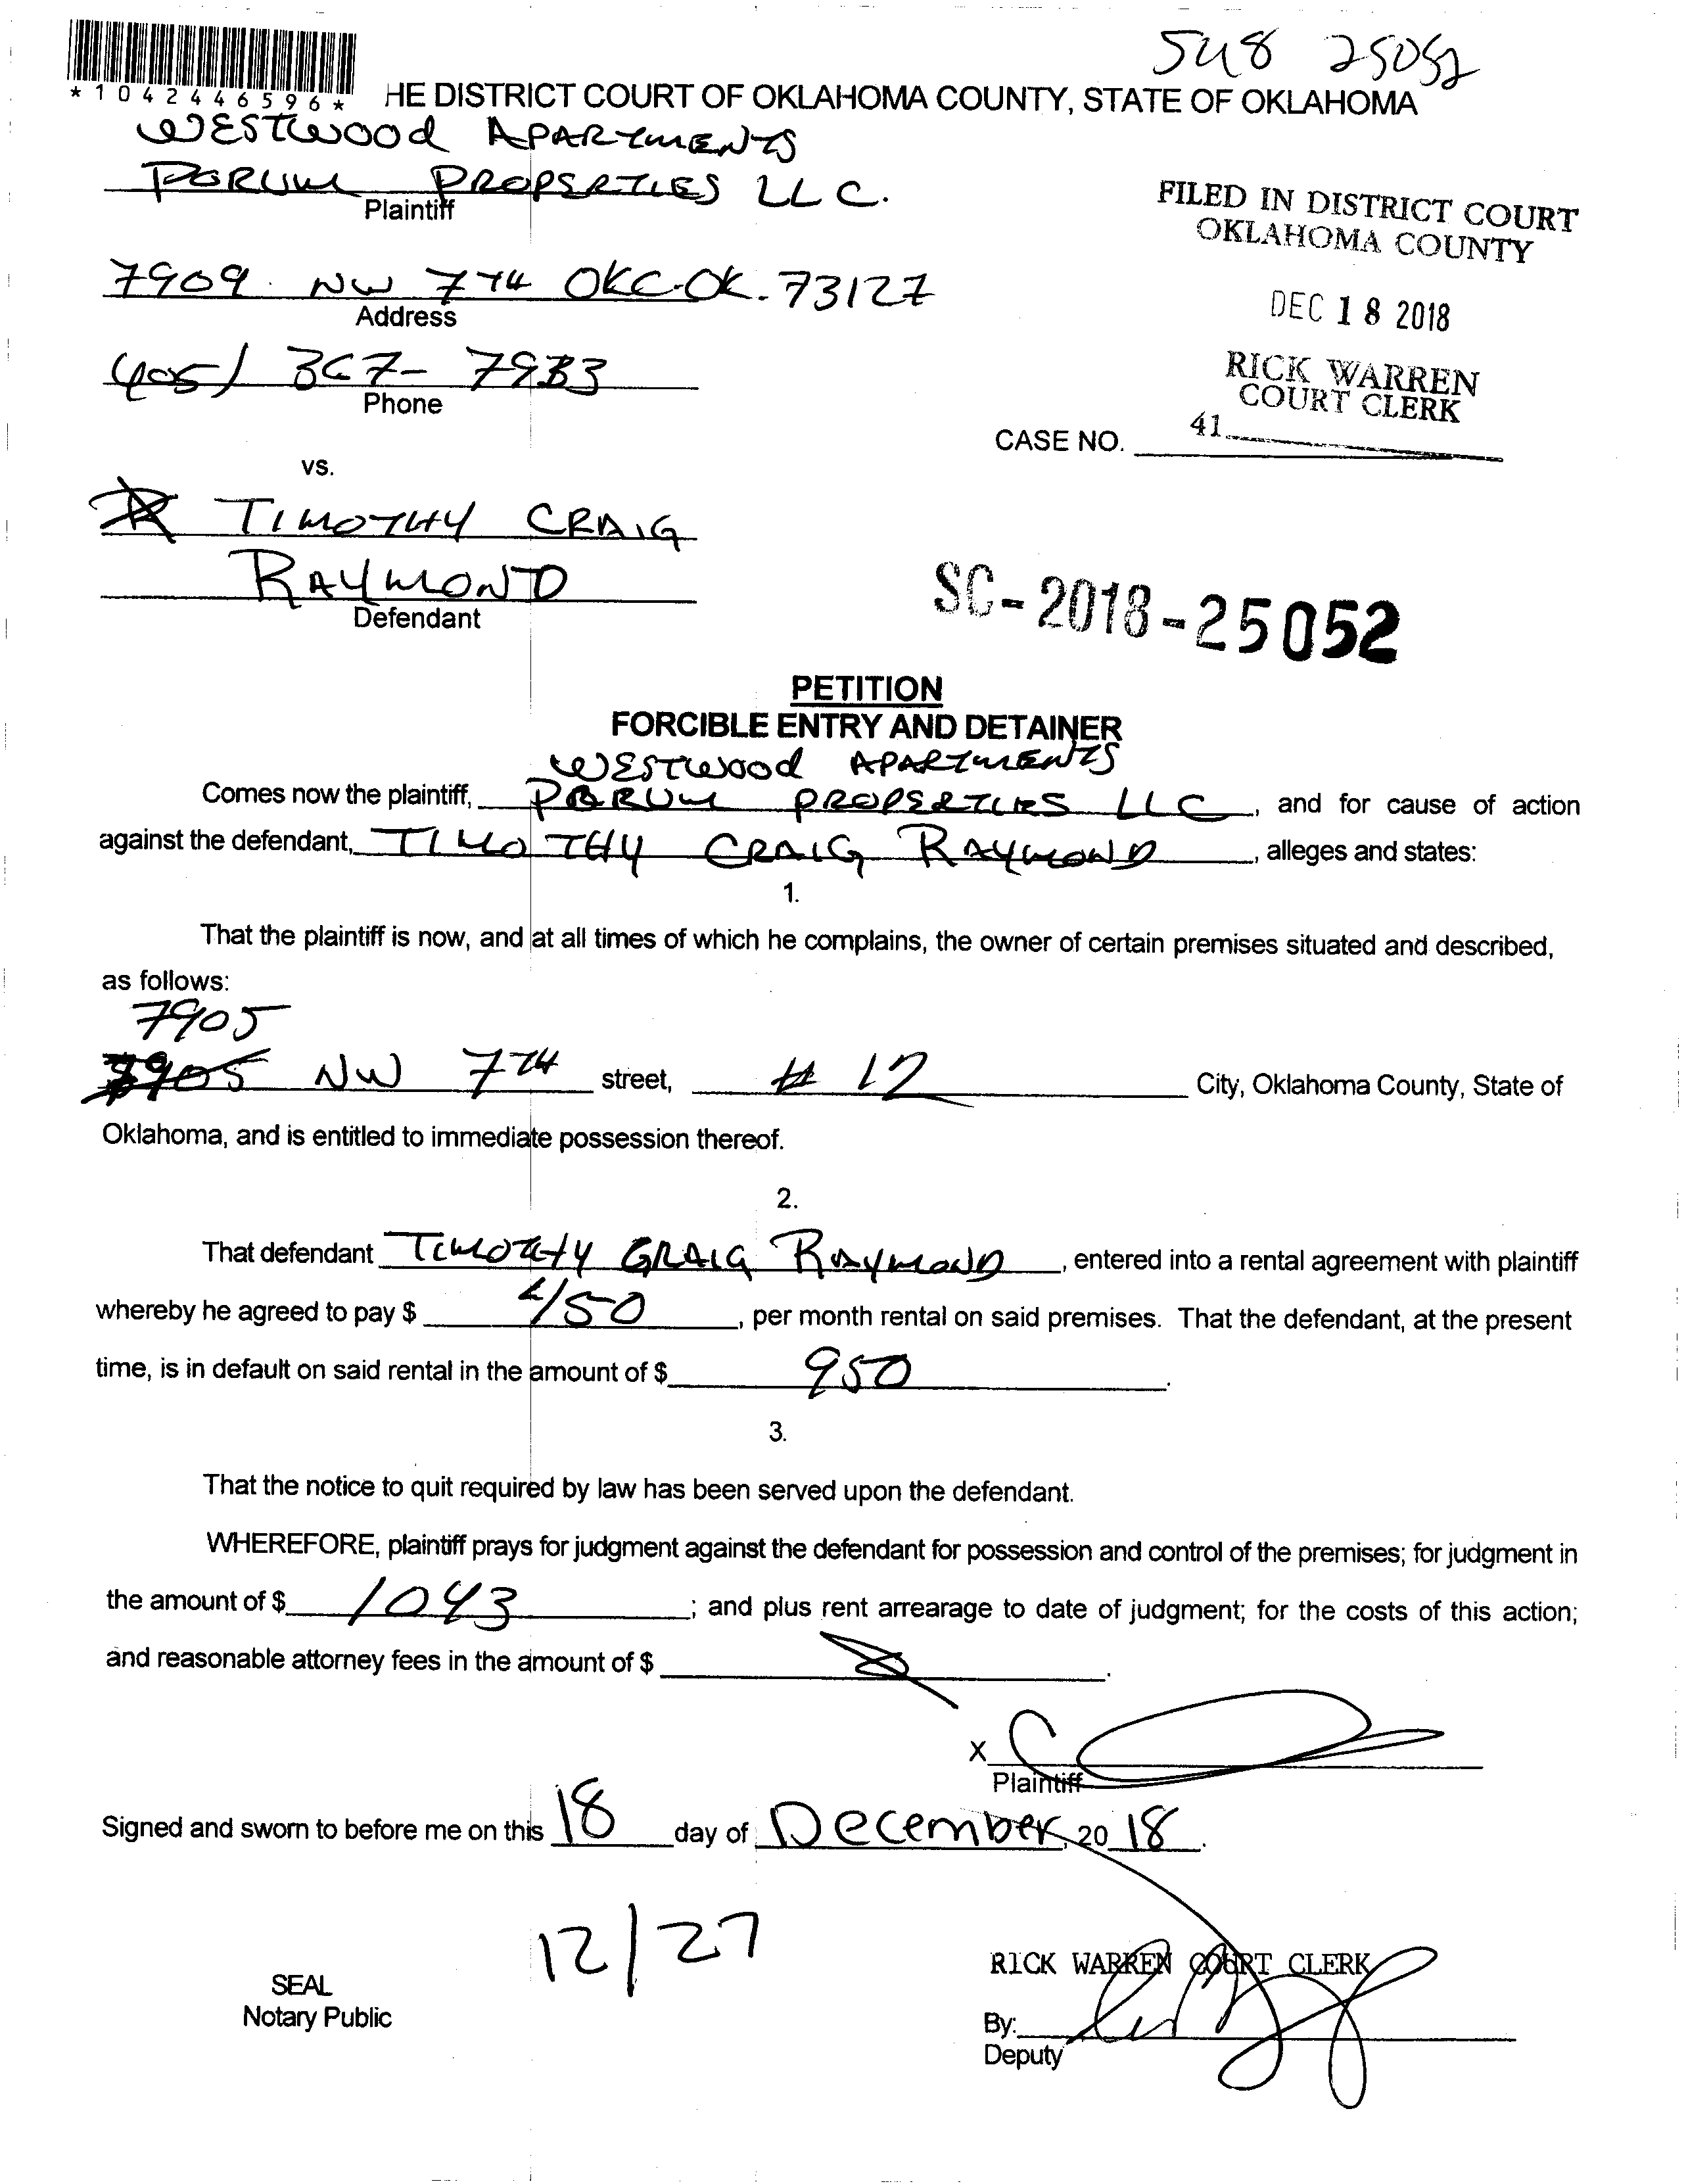 548 25052
*1042446596*
HE DISTRICT COURT OF OKLAHOMA COUNTY, STATE OF OKLAHOMA
WESTWOOD APARTMENTS
PORUM PROPERTIES LLC.
Plaintiff
FILED IN DISTRICT COURT
OKLAHOMA COUNTY
7909 NW 7TH OKC-OK. 73127
Address
DEC 18 2018
(405) 367-7933
Phone
RICK WARREN
COURT CLERK
41
CASE NO.
vs.
TIMOTHY CRAIG
RAYMOND
Defendant
SC-2018-25052
PETITION
FORCIBLE ENTRY AND DETAINER
WESTWOOD APARTMENTS
Comes now the plaintiff, PORUM PROPERTIES LLC, and for cause of action
against the defendant, TIMOTHY CRAIG RAYMOND, alleges and states:
1.
That the plaintiff is now, and at all times of which he complains, the owner of certain premises situated and described,
as follows:
7905
7905 NW 7TH street, # 12 City, Oklahoma County, State of
Oklahoma, and is entitled to immediate possession thereof.
2.
That defendant TIMOTHY GRAIG RAYMOND, entered into a rental agreement with plaintiff
whereby he agreed to pay $ 450, per month rental on said premises. That the defendant, at the present
time, is in default on said rental in the amount of $ 950.
3.
That the notice to quit required by law has been served upon the defendant.
WHEREFORE, plaintiff prays for judgment against the defendant for possession and control of the premises; for judgment in
the amount of $ 1043; and plus rent arrearage to date of judgment; for the costs of this action;
and reasonable attorney fees in the amount of $
X
Plaintiff
Signed and sworn to before me on this 18 day of December, 20 18.
12/27
RICK WARREN COURT CLERK
SEAL
Notary Public
By:
Deputy